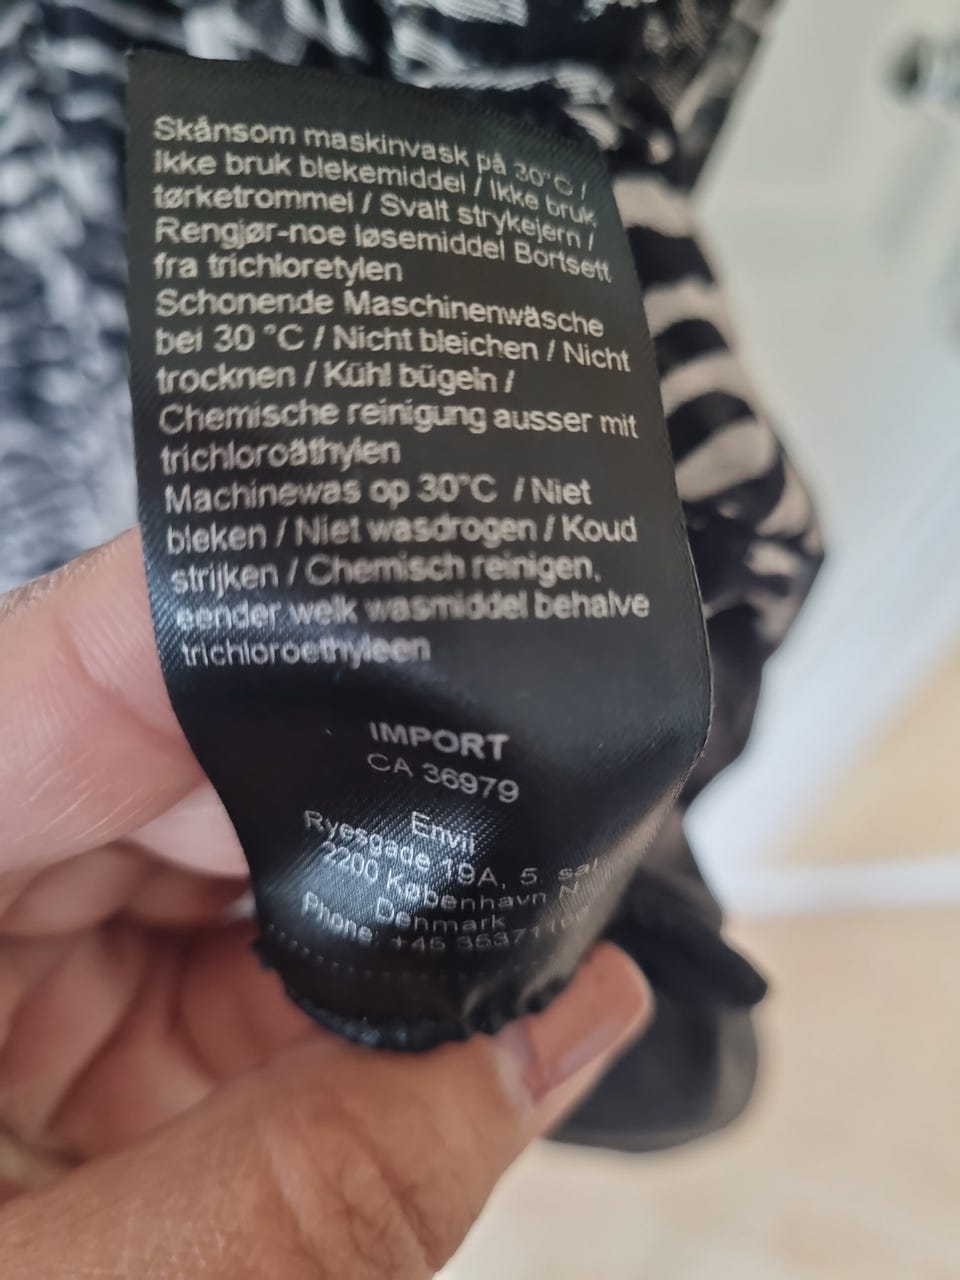 Skånsom maskinvask på 30°C /
Ikke bruk blekemiddel / Ikke bruk
tørketrommel / Svalt strykejern /
Rengjør-noe løsemiddel Bortsett
fra trichloretylen
Schonende Maschinenwäsche
bei 30 °C / Nicht bleichen / Nicht
trocknen / Kühl bügeln /
Chemische reinigung ausser mit
trichloroäthylen
Machinewas op 30°C / Niet
bleken / Niet wasdrogen / Koud
strijken / Chemisch reinigen,
eender welk wasmiddel behalve
trichloroethyleen
IMPORT
CA 36979
Envii
Ryesgade 19A, 5. sal
2200 København N
Denmark
Phone: +45